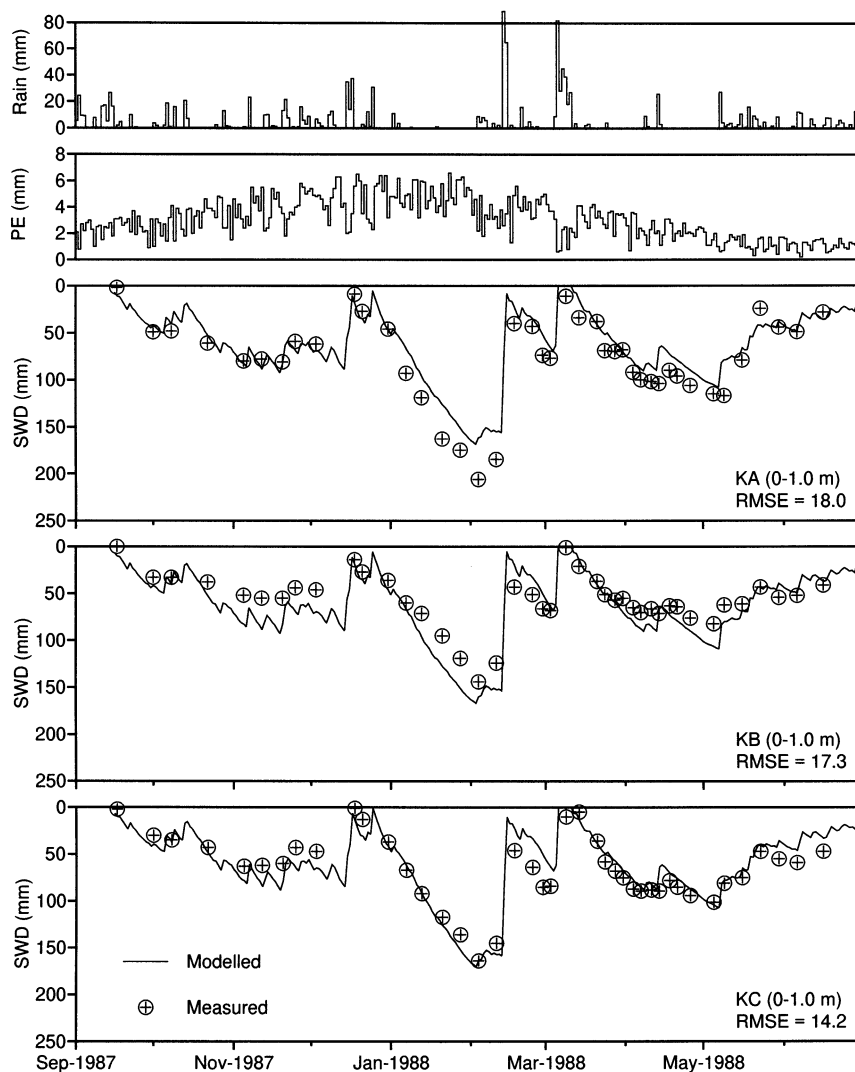 Rain (mm)
80
60
40
20
0
PE (mm)
8
6
4
2
0
SWD (mm)
0
50
100
150
200
250
KA (0-1.0 m)
RMSE = 18.0
SWD (mm)
0
50
100
150
200
250
KB (0-1.0 m)
RMSE = 17.3
SWD (mm)
0
50
100
150
200
250
Modelled
Measured
KC (0-1.0 m)
RMSE = 14.2
Sep-1987 Nov-1987 Jan-1988 Mar-1988 May-1988